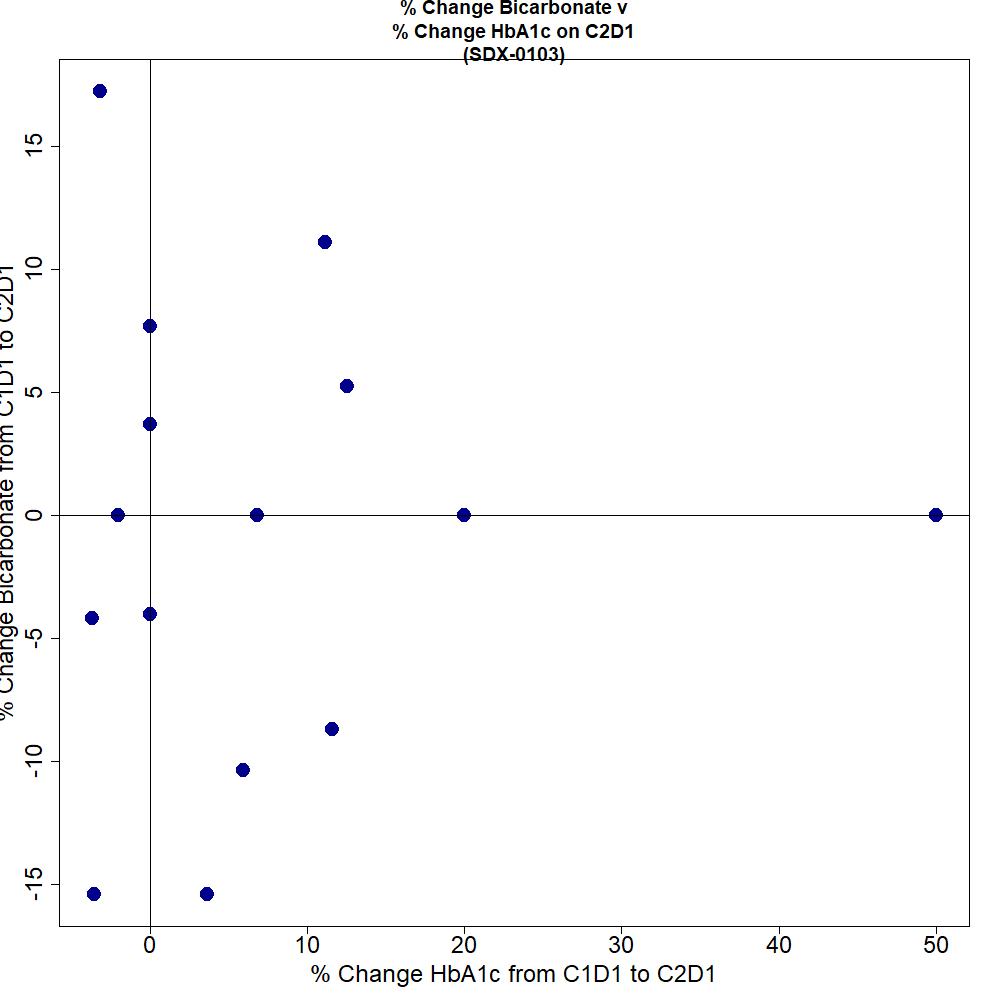 % Change Bicarbonate v
% Change HbA1c on C2D1
(SDX-0103)
% Change Bicarbonate from C1D1 to C2D1
15
10
5
0
-5
-10
-15
0 10 20 30 40 50
% Change HbA1c from C1D1 to C2D1